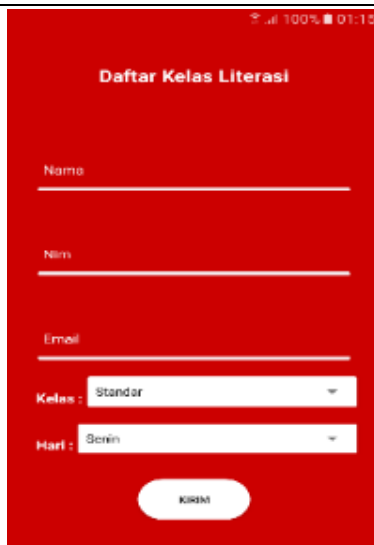 100% 01:15
Daftar Kelas Literasi
Nama
Nim
Email
Kelas : Standar
Hari : Senin
KIRIM